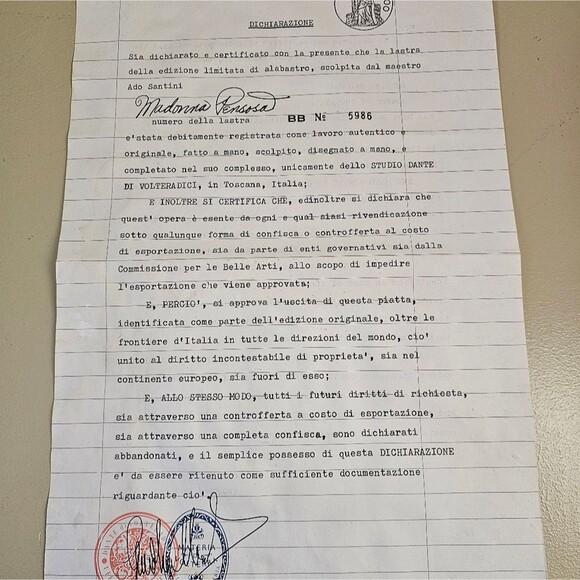 DICHIARAZIONE
Sia dichiarato e certificato con la presente che la lastra
della edizione limitata di alabastro, scolpita dal maestro
Ado Santini
Madonna Pensosa
numero della lastra BB Nº 5986
e'stata debitamente registrata come lavoro autentico e
originale, fatto a mano, scolpito, disegnato a mano, e
completato nel suo complesso, unicamente dello STUDIO DANTE
DI VOLTERADICI, in Toscana, Italia;
E INOLTRE SI CERTIFICA CHE, edinoltre si dichiara che
quest' opera è esente da ogni e qual siasi rivendicazione
sotto qualunque forma di confisca o controfferta al costo
di esportazione, sia da parte di enti governativi sia dalla
Commissione per le Belle Arti, allo scopo di impedire
l'esportazione che viene approvata;
E, PERCIO', si approva l'uscita di questa piatta,
identificata come parte dell'edizione originale, oltre le
frontiere d'Italia in tutte le direzioni del mondo, cio'
unito al diritto incontestabile di proprieta', sia nel
continente europeo, sia fuori di esso;
E, ALLO STESSO MODO, tutti i futuri diritti di richiesta,
sia attraverso una controfferta a costo di esportazione,
sia attraverso una completa confisca, sono dichiarati
abbandonati, e il semplice possesso di questa DICHIARAZIONE
e' da essere ritenuto come sufficiente documentazione
riguardante cio'.